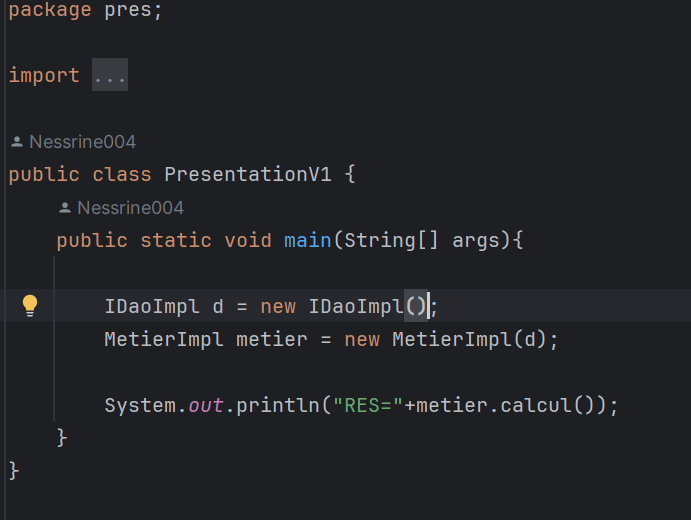 package pres;
import ...
Nessrine004
public class PresentationV1 {
Nessrine004
public static void main(String[] args){
IDaoImpl d = new IDaoImpl();
MetierImpl metier = new MetierImpl(d);
System.out.println("RES="+metier.calcul());
}
}